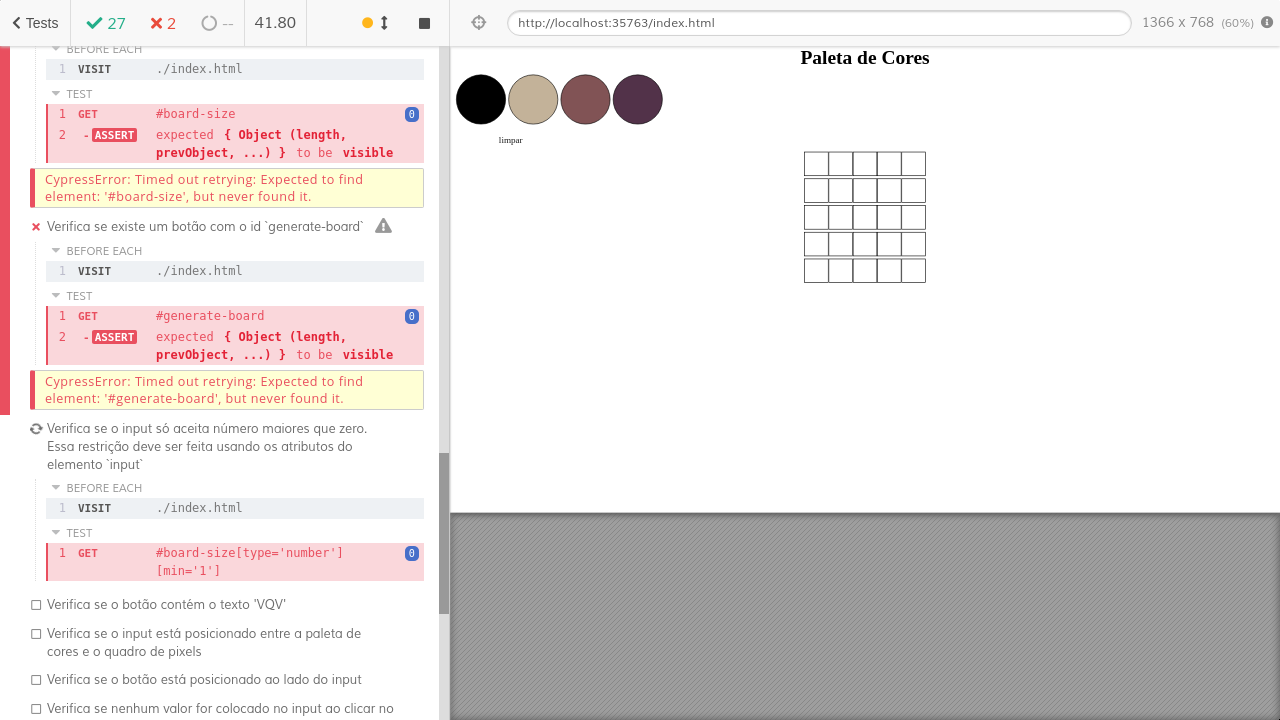 Tests
27
2
--
41.80
http://localhost:35763/index.html
1366 x 768 (60%)
BEFORE EACH
1 VISIT ./index.html
TEST
1 GET #board-size 0
2 -ASSERT expected { Object (length,
prevObject, ...) } to be visible
CypressError: Timed out retrying: Expected to find
element: '#board-size', but never found it.
Verifica se existe um botão com o id `generate-board`
BEFORE EACH
1 VISIT ./index.html
TEST
1 GET #generate-board 0
2 -ASSERT expected { Object (length,
prevObject, ...) } to be visible
CypressError: Timed out retrying: Expected to find
element: '#generate-board', but never found it.
Verifica se o input só aceita número maiores que zero.
Essa restrição deve ser feita usando os atributos do
elemento `input`
BEFORE EACH
1 VISIT ./index.html
TEST
1 GET #board-size[type='number'] 0
[min='1']
Verifica se o botão contém o texto 'VQV'
Verifica se o input está posicionado entre a paleta de
cores e o quadro de pixels
Verifica se o botão está posicionado ao lado do input
Verifica se nenhum valor for colocado no input ao clicar no
Paleta de Cores
limpar